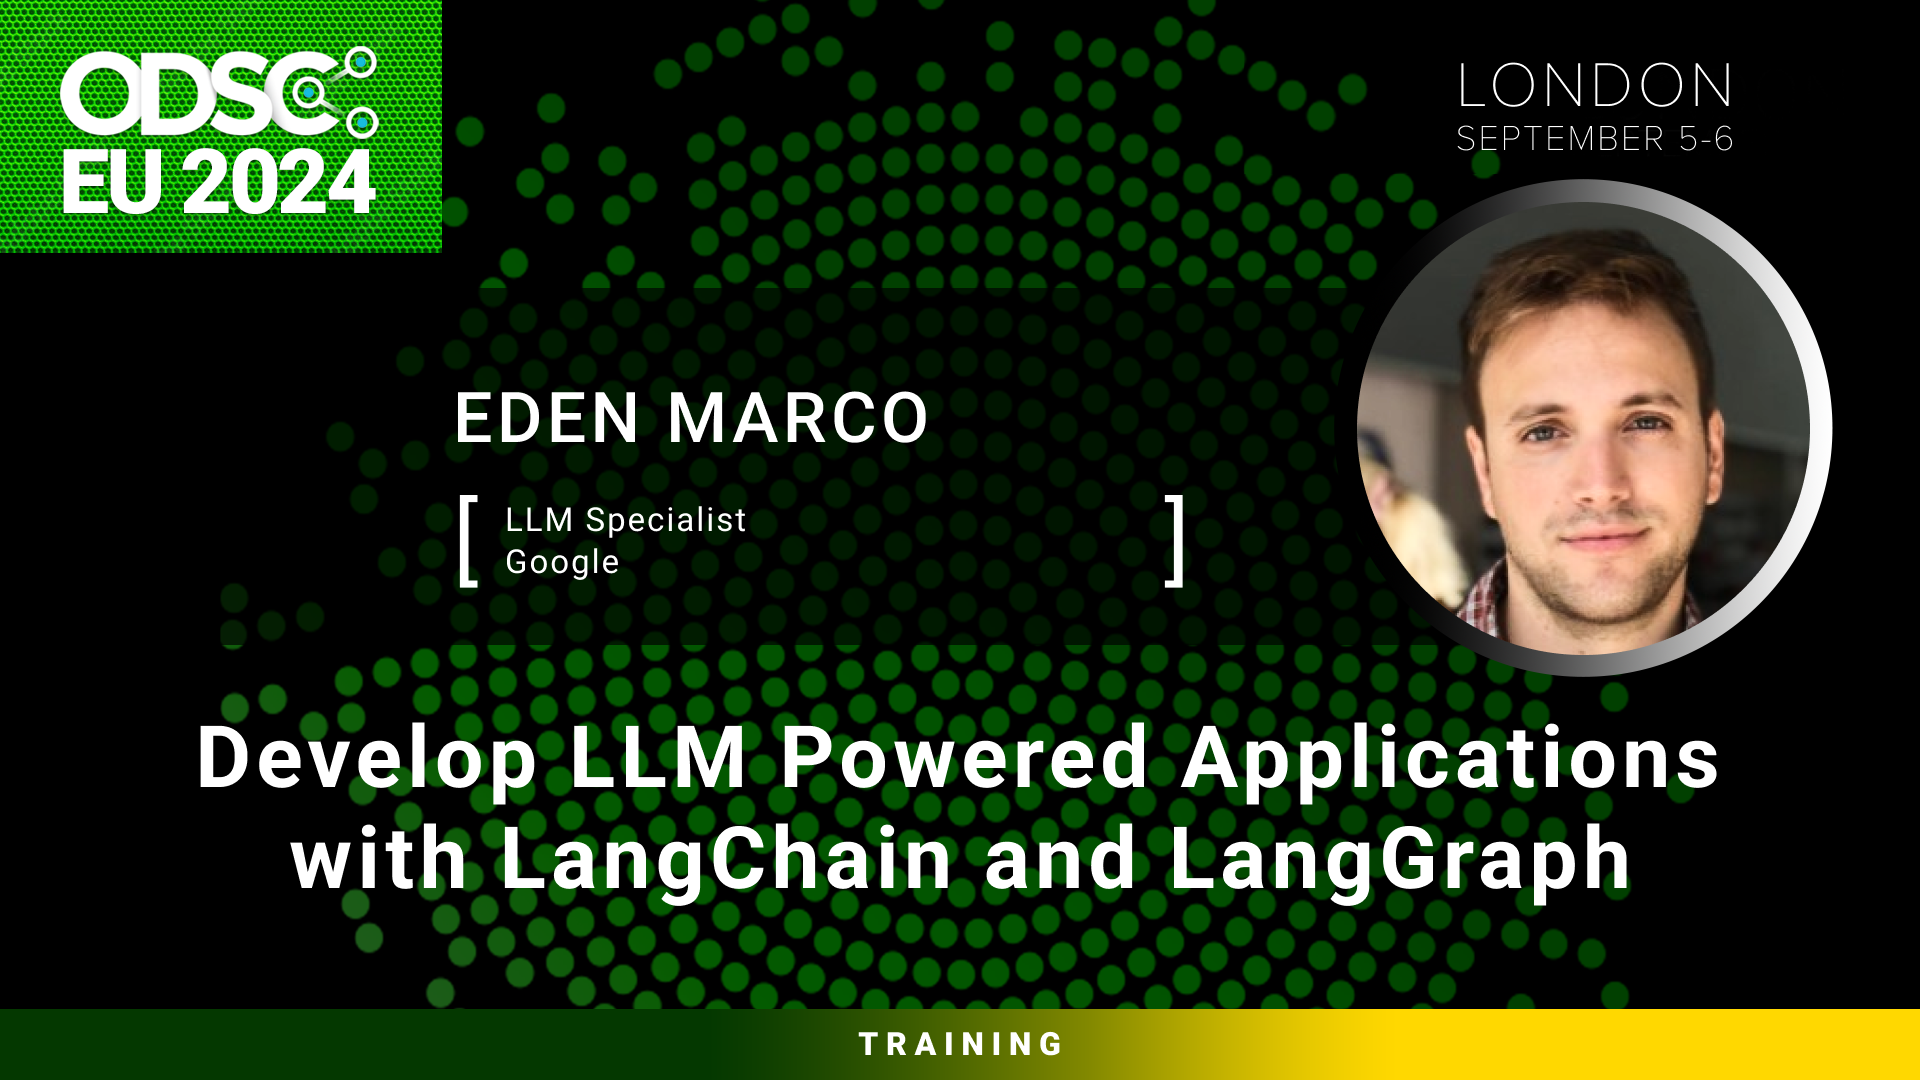 ODSC
EU 2024
LONDON
SEPTEMBER 5-6
EDEN MARCO
[ LLM Specialist ]
Google
Develop LLM Powered Applications
with LangChain and LangGraph
TRAINING